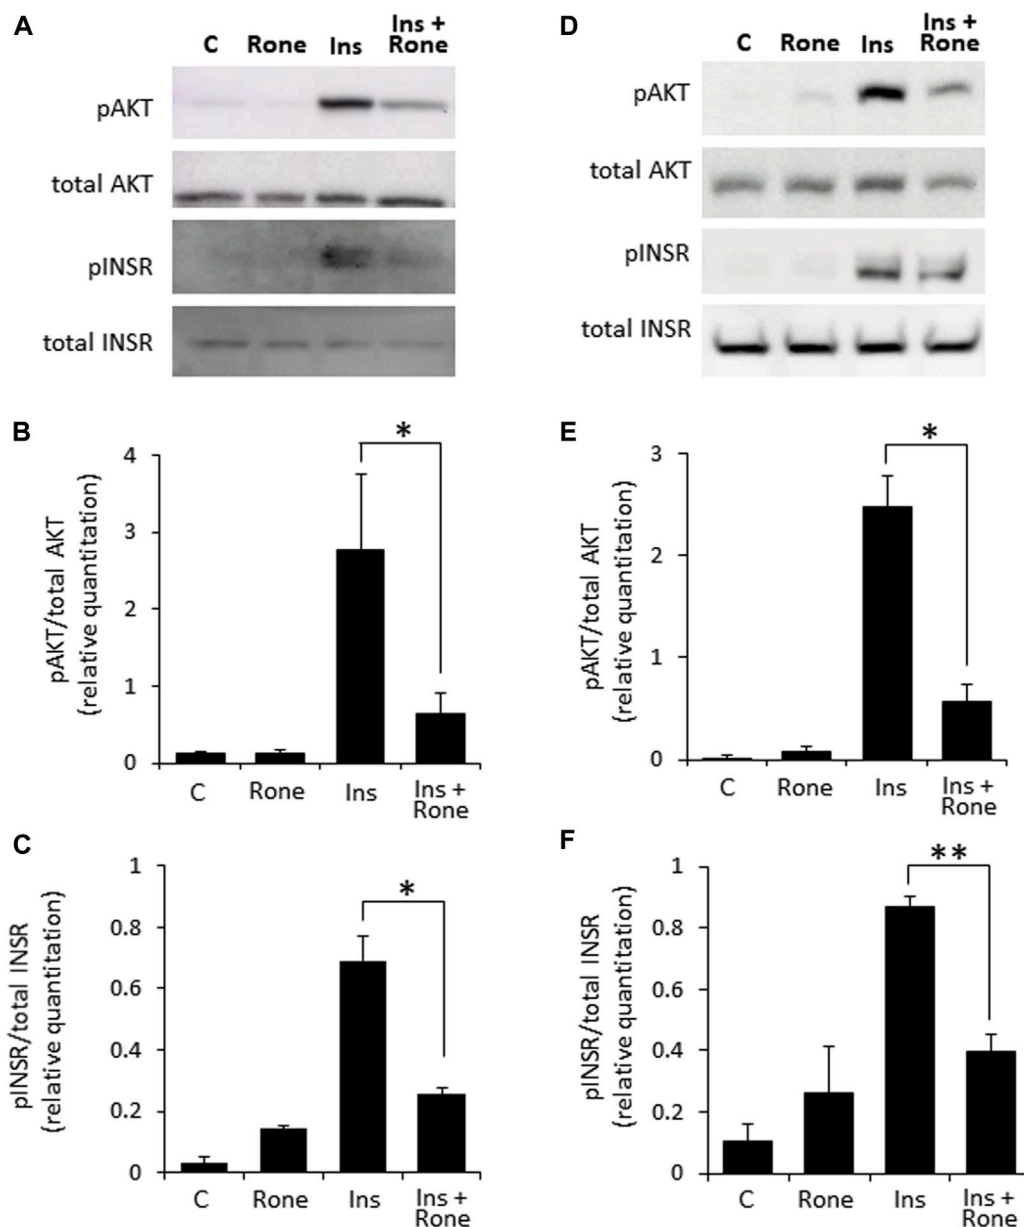 A
C Rone Ins Ins +
Rone
pAKT
total AKT
pINSR
total INSR
B
*
4
3
2
1
0
pAKT/total AKT
(relative quantitation)
C Rone Ins Ins +
Rone
C
*
1
0.8
0.6
0.4
0.2
0
pINSR/total INSR
(relative quantitation)
C Rone Ins Ins +
Rone
D
C Rone Ins Ins +
Rone
pAKT
total AKT
pINSR
total INSR
E
*
3
2
1
0
pAKT/total AKT
(relative quantitation)
C Rone Ins Ins +
Rone
F
**
1
0.8
0.6
0.4
0.2
0
pINSR/total INSR
(relative quantitation)
C Rone Ins Ins +
Rone